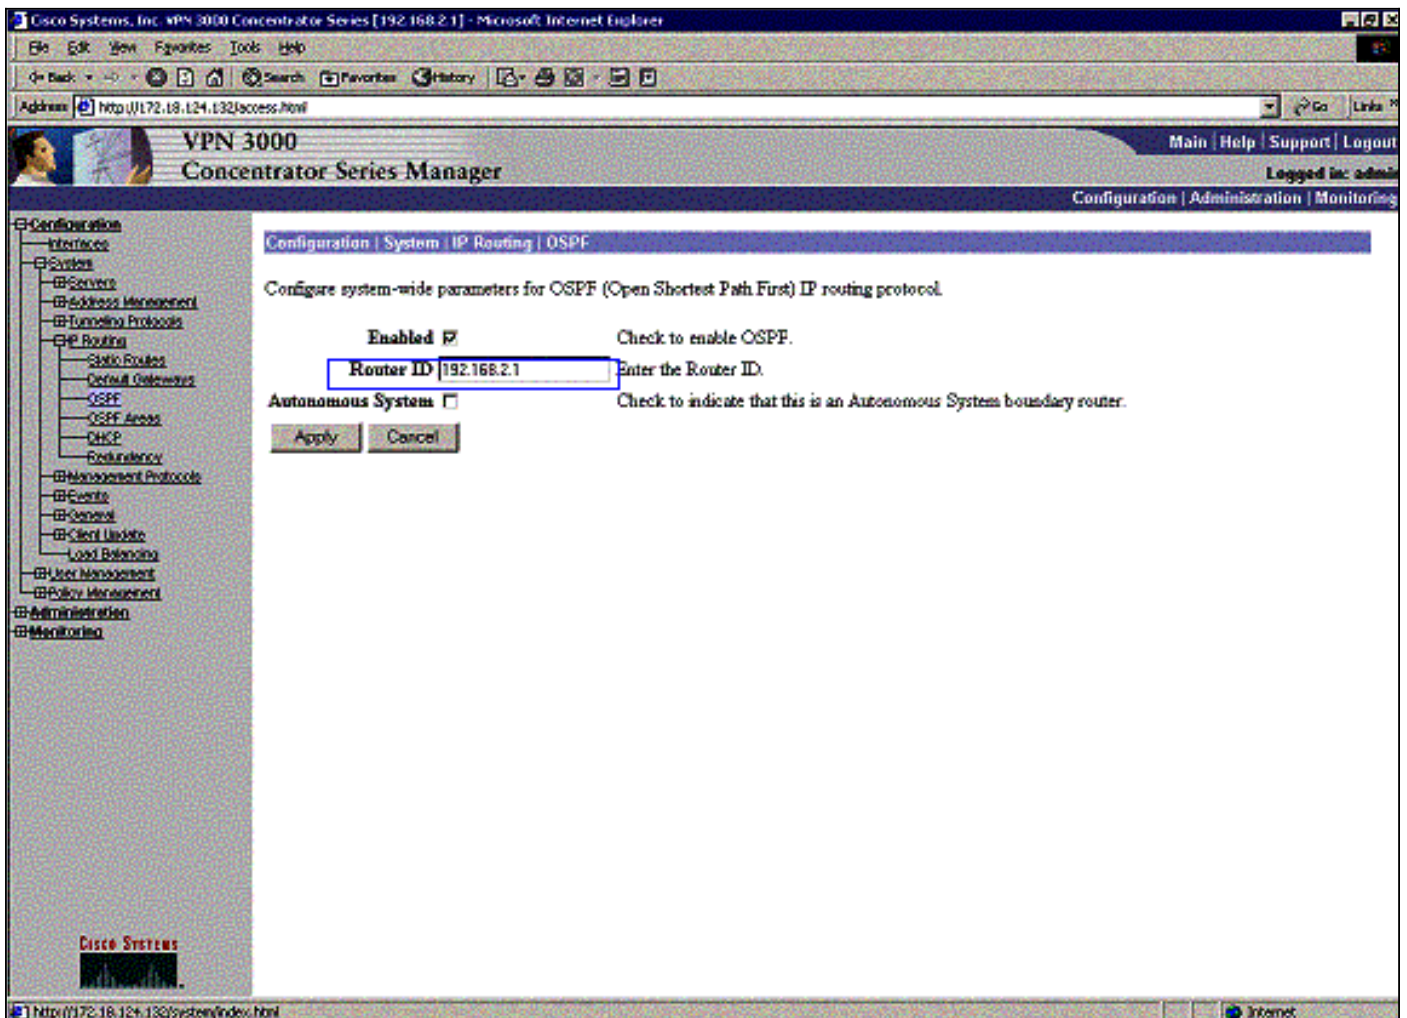 Cisco Systems, Inc. VPN 3000 Concentrator Series [192.168.2.1] - Microsoft Internet Explorer
File Edit View Favorites Tools Help
Back Search Favorites History
Address http://172.18.124.132/access.html Go Links
VPN 3000
Concentrator Series Manager
Main | Help | Support | Logout
Logged in: admin
Configuration | Administration | Monitoring
Configuration
Interfaces
System
Servers
Address Management
Tunneling Protocols
IP Routing
Static Routes
Default Gateways
OSPF
OSPF Areas
DHCP
Redundancy
Management Protocols
Events
General
Client Update
Load Balancing
User Management
Policy Management
Administration
Monitoring
Configuration | System | IP Routing | OSPF
Configure system-wide parameters for OSPF (Open Shortest Path First) IP routing protocol.
Enabled Check to enable OSPF.
Router ID 192.168.2.1 Enter the Router ID.
Autonomous System Check to indicate that this is an Autonomous System boundary router.
Apply Cancel
CISCO SYSTEMS
http://172.18.124.132/system/index.html Internet